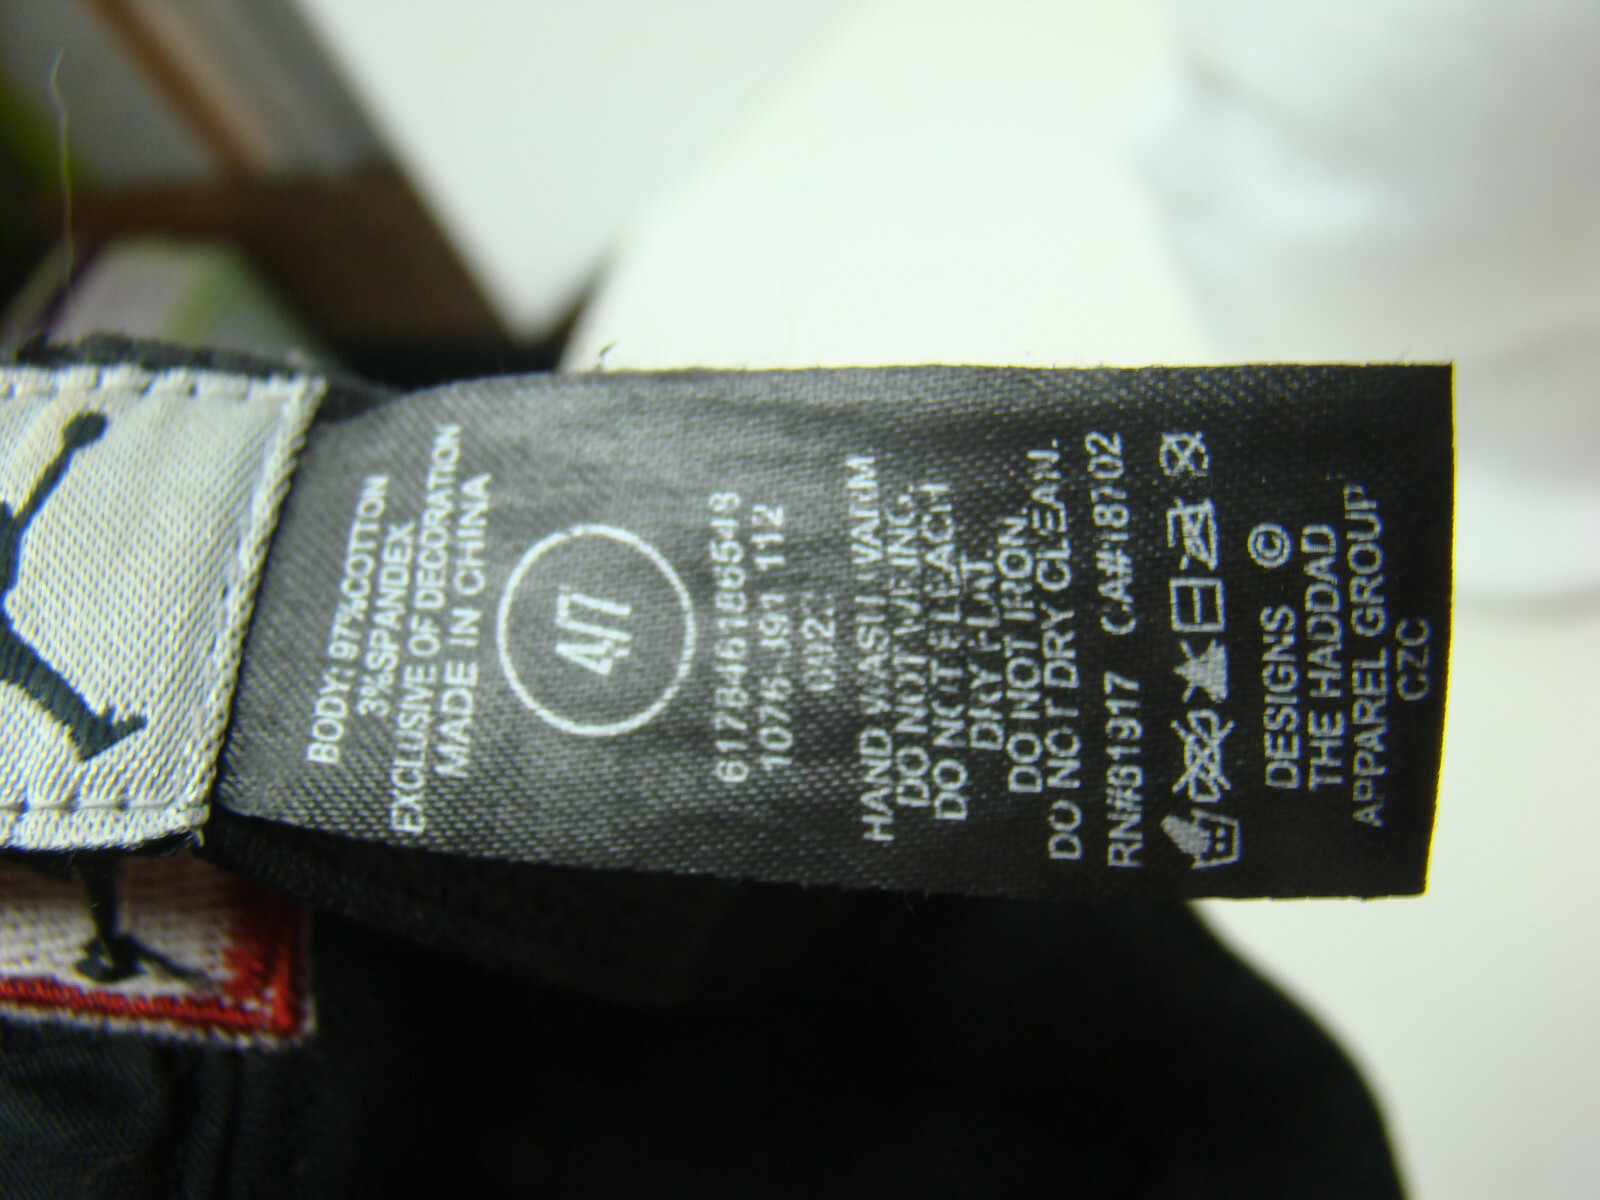 BODY: 97%COTTON
3%SPANDEX
EXCLUSIVE OF DECORATION
MADE IN CHINA
4/7
HAND WASH WARM
DO NOT WRING.
DO NOT BLEACH
DRY FLAT.
DO NOT IRON.
DO NOT DRY CLEAN.
RN#81917 CA#18702
© 
DESIGNS
THE HADDAD
APPAREL GROUP
CZC